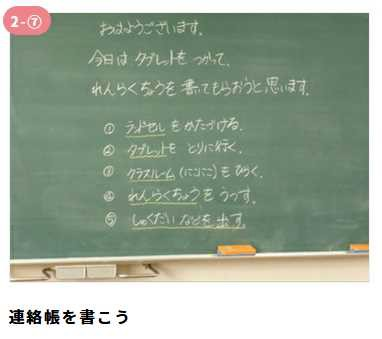 2-⑦
おはようございます。
今日は タブレットを つかって、
れんらくちょうを 書いてもらおうと思います。
① ランドセルを かたづける。
② タブレットを とりに行く。
③ クラスルーム(にこにこ)を ひらく。
④ れんらくちょうを うつす。
⑤ しゅくだい などを 出す。
連絡帳を書こう